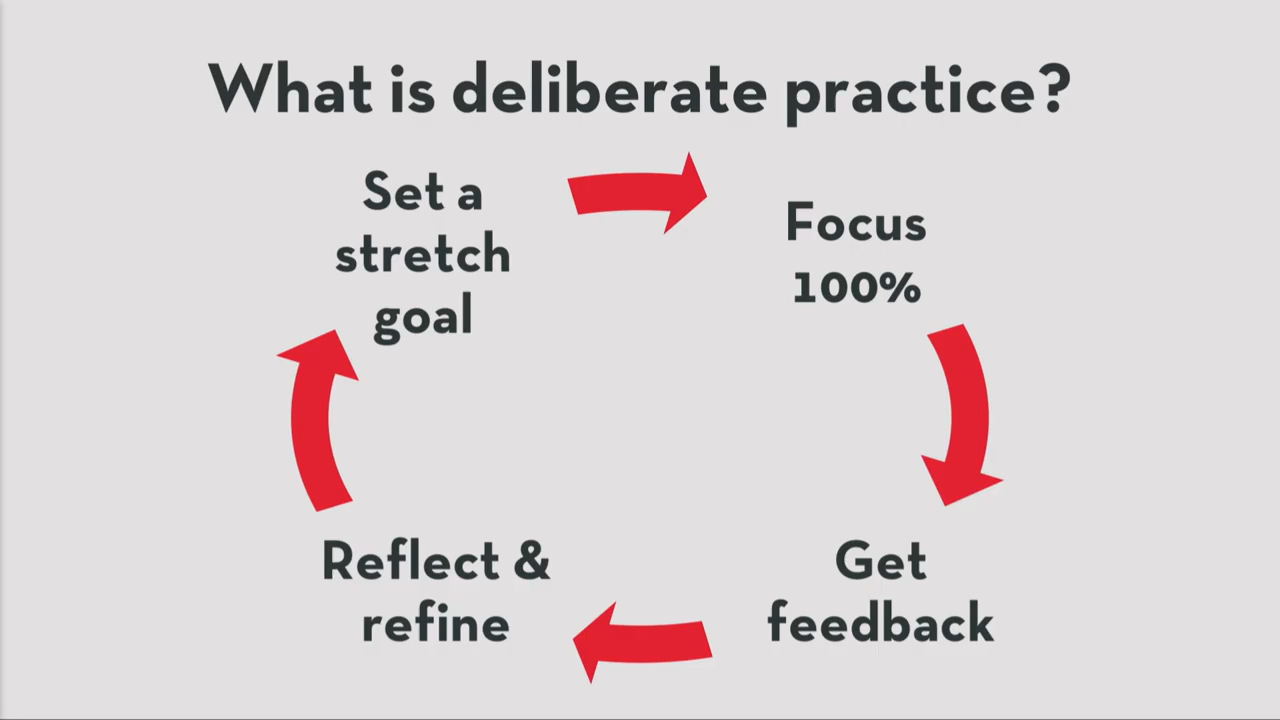 What is deliberate practice?
Set a
stretch
goal
Focus
100%
Get
feedback
Reflect &
refine